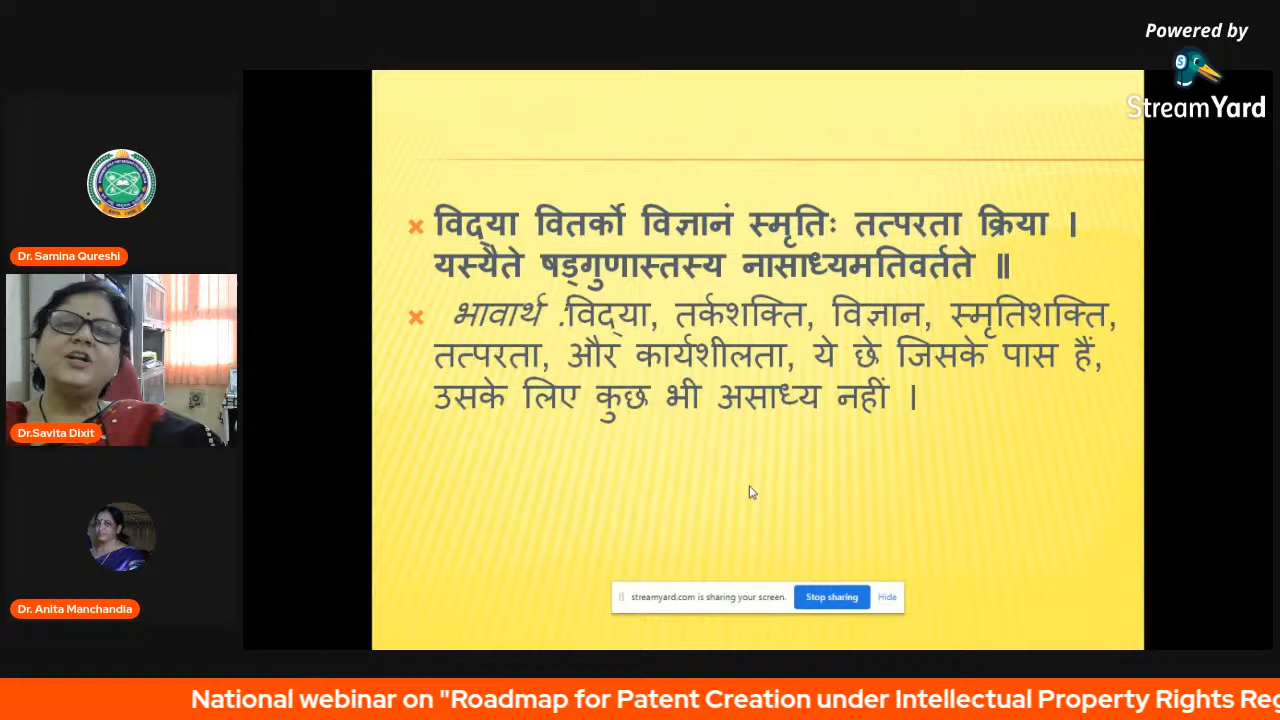 Powered by
StreamYard
Dr. Samina Qureshi
विद्या वितर्को विज्ञानं स्मृतिः तत्परता क्रिया ।
यस्यैते षड्गुणास्तस्य नासाध्यमतिवर्तते ॥
भावार्थ :विद्या, तर्कशक्ति, विज्ञान, स्मृतिशक्ति,
तत्परता, और कार्यशीलता, ये छे जिसके पास हैं,
उसके लिए कुछ भी असाध्य नहीं ।
Dr.Savita Dixit
Dr. Anita Manchandia
streamyard.com is sharing your screen. Stop sharing Hide
National webinar on "Roadmap for Patent Creation under Intellectual Property Rights Reg